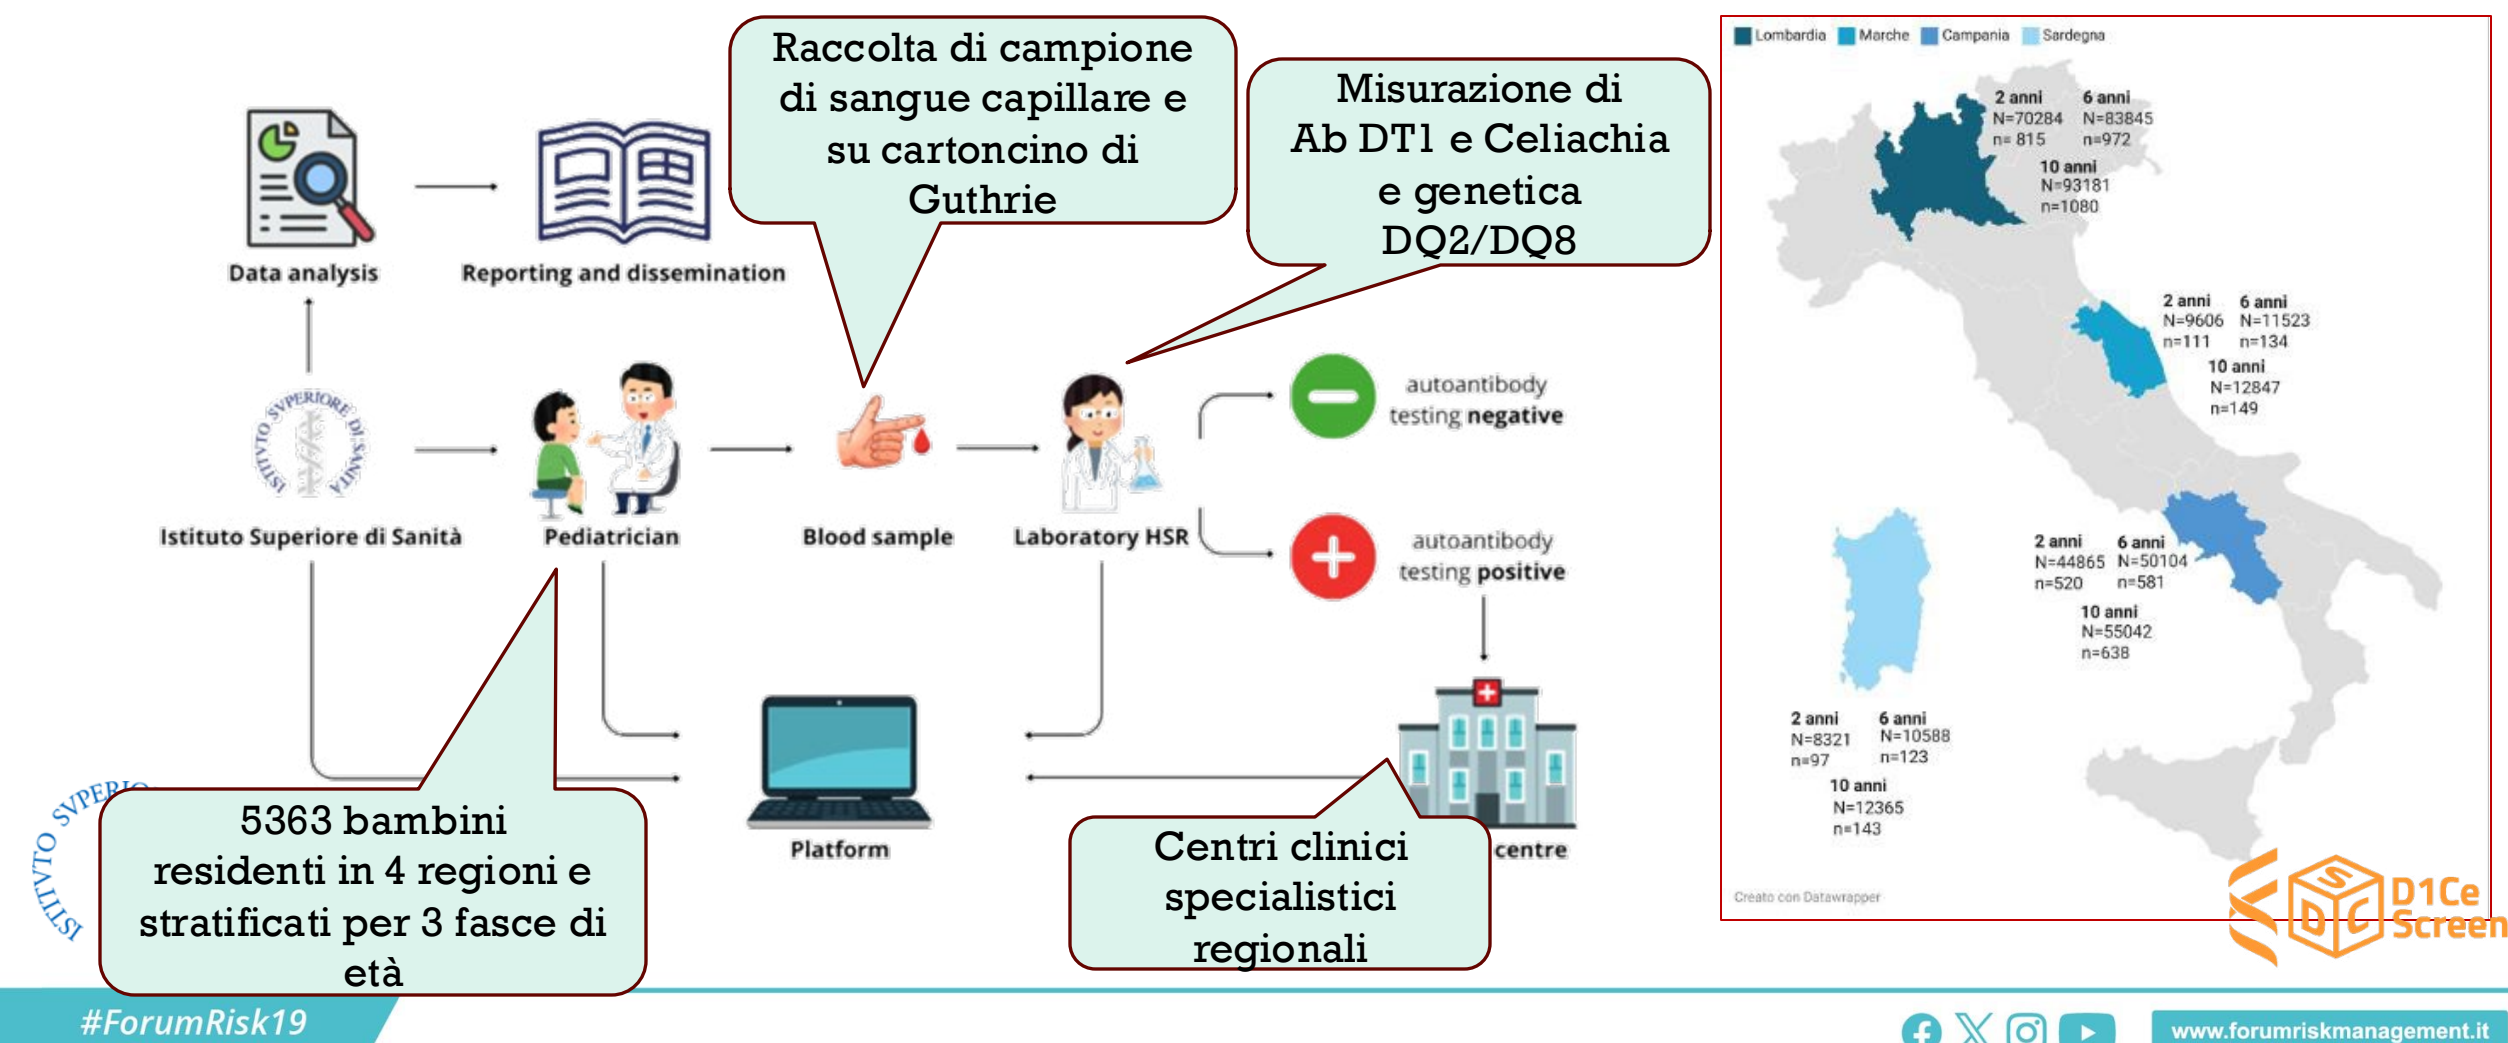 Raccolta di campione
di sangue capillare e
su cartoncino di
Guthrie
Misurazione di
Ab DT1 e Celiachia
e genetica
DQ2/DQ8
Data analysis
Reporting and dissemination
ISTITVTO SVPERIORE DI SANITÀ
Istituto Superiore di Sanità
Pediatrician
Blood sample
Laboratory HSR
autoantibody
testing negative
autoantibody
testing positive
Platform
centre
5363 bambini
residenti in 4 regioni e
stratificati per 3 fasce di
età
Centri clinici
specialistici
regionali
ISTITVTO SVPERIO
Lombardia Marche Campania Sardegna
2 anni 6 anni
N=70284 N=83845
n= 815 n=972
10 anni
N=93181
n=1080
2 anni 6 anni
N=9606 N=11523
n=111 n=134
10 anni
N=12847
n=149
2 anni 6 anni
N=44865 N=50104
n=520 n=581
10 anni
N=55042
n=638
2 anni 6 anni
N=8321 N=10588
n=97 n=123
10 anni
N=12365
n=143
Creato con Datawrapper
S
D C
D1Ce
Screen
#ForumRisk19
www.forumriskmanagement.it